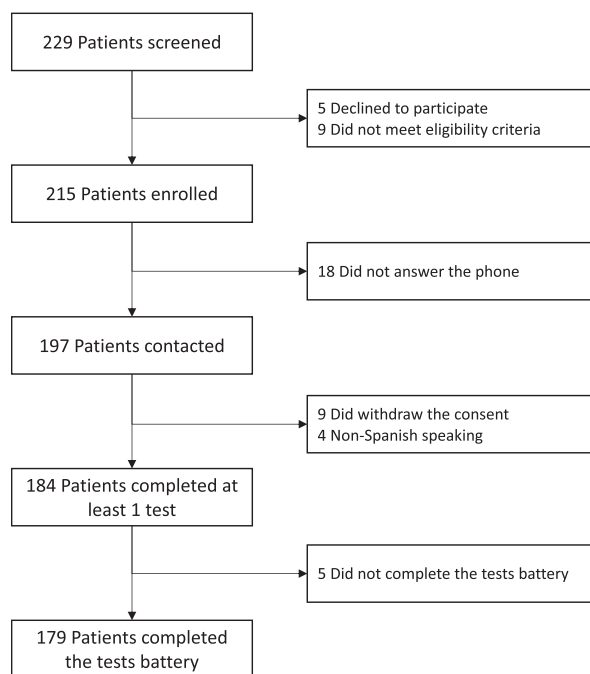 229 Patients screened
5 Declined to participate
9 Did not meet eligibility criteria
215 Patients enrolled
18 Did not answer the phone
197 Patients contacted
9 Did withdraw the consent
4 Non-Spanish speaking
184 Patients completed at
least 1 test
5 Did not complete the tests battery
179 Patients completed
the tests battery